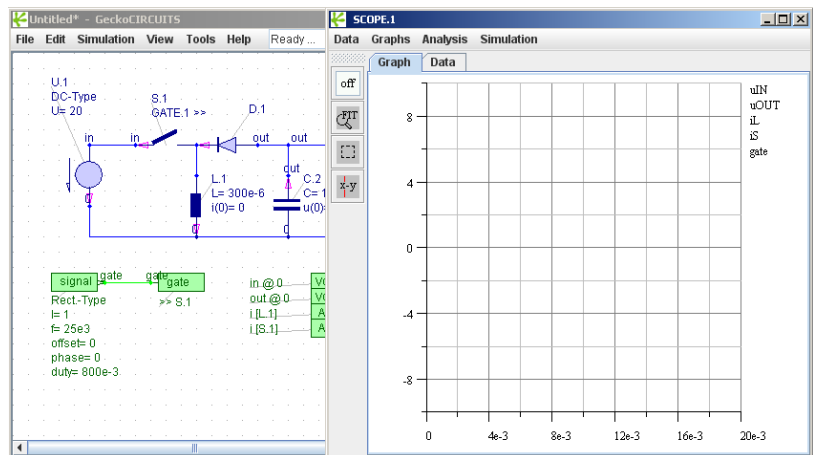 Untitled* - GeckoCIRCUITS
File Edit Simulation View Tools Help Ready ...
U.1
DC-Type
U= 20
S.1
GATE.1 >>
D.1
in
in
out
out
out
L.1
L= 300e-6
i(0)= 0
C.2
C= 1
u(0)=
0
0
0
signal
gate
gate
gate
Rect.-Type
I= 1
f= 25e3
offset= 0
phase= 0
duty= 800e-3
>> S.1
in @ 0
out @ 0
i [L.1]
i [S.1]
A
A
SCOPE.1
Data Graphs Analysis Simulation
Graph Data
off
FIT
x-y
8
4
0
-4
-8
0 4e-3 8e-3 12e-3 16e-3 20e-3
uIN
uOUT
iL
iS
gate